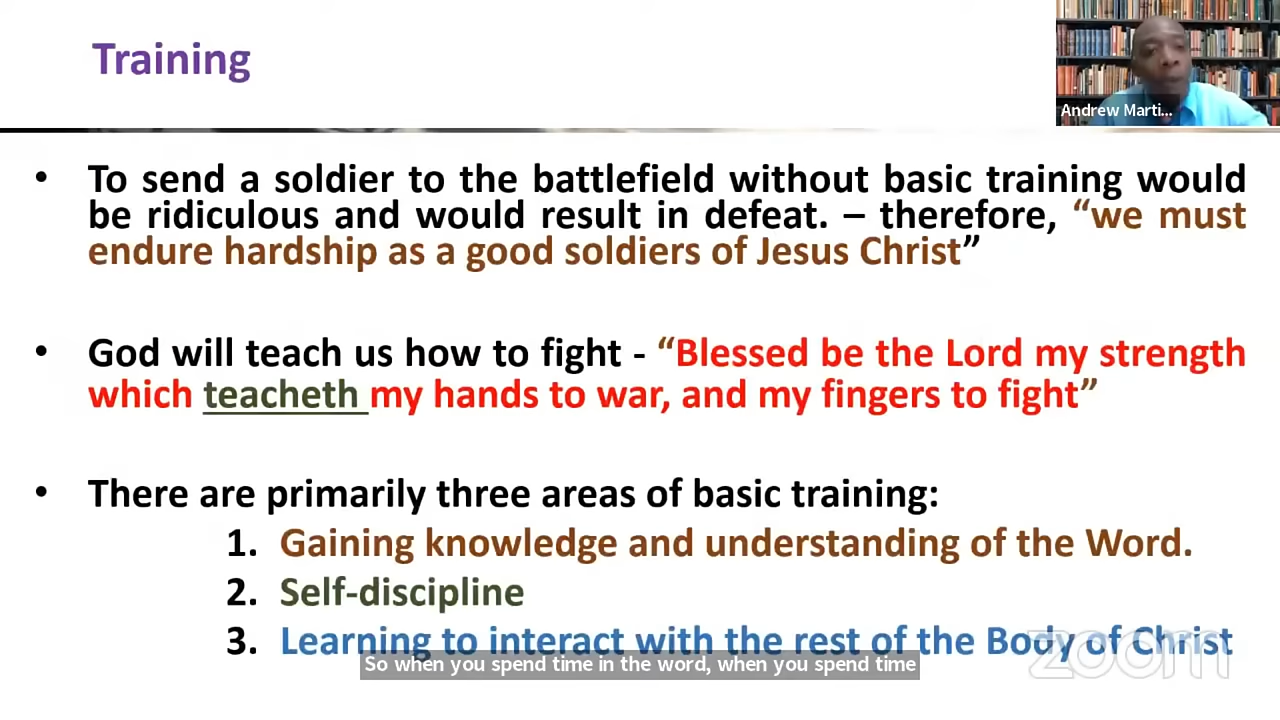 Training
Andrew Marti...
• To send a soldier to the battlefield without basic training would
be ridiculous and would result in defeat. – therefore, “we must
endure hardship as a good soldiers of Jesus Christ”
• God will teach us how to fight - “Blessed be the Lord my strength
which teacheth my hands to war, and my fingers to fight”
• There are primarily three areas of basic training:
1. Gaining knowledge and understanding of the Word.
2. Self-discipline
3. Learning to interact with the rest of the Body of Christ
So when you spend time in the word, when you spend time
zoom